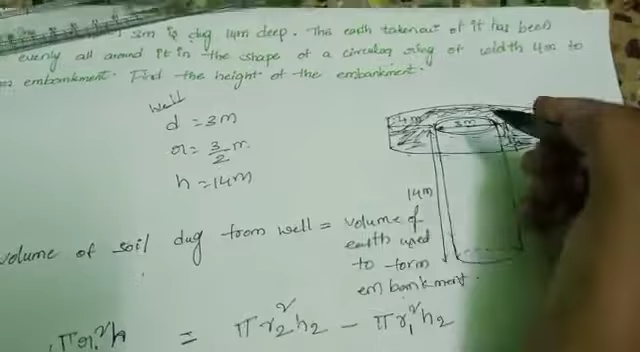 3m is dug 14m deep. The earth taken out of it has been
evenly all around it in the shape of a circular ring of width 4m to
embankment. Find the height of the embankment.
Well
d = 3m
r = 3/2 m.
h = 14m
4m
3m
14m
volume of soil dug from well = volume of
earth used
to form
embankment.
πr₁²h = πr₂²h₂ − πr₁²h₂